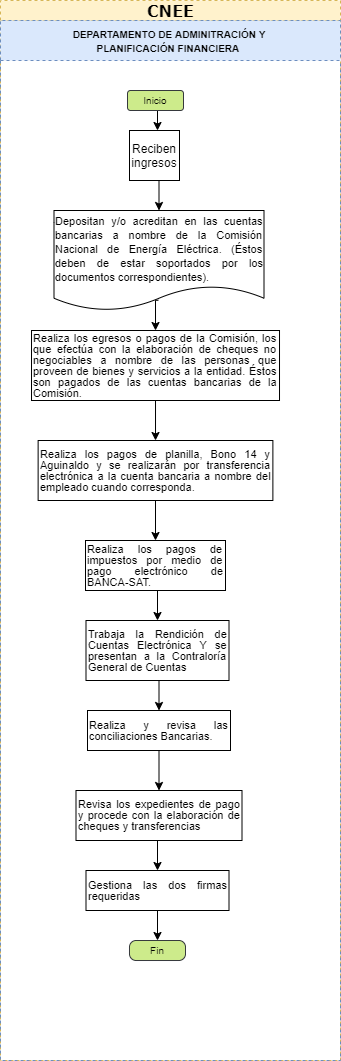 CNEE
DEPARTAMENTO DE ADMINITRACIÓN Y
PLANIFICACIÓN FINANCIERA
Inicio
Reciben
ingresos
Depositan y/o acreditan en las cuentas
bancarias a nombre de la Comisión
Nacional de Energía Eléctrica. (Éstos
deben de estar soportados por los
documentos correspondientes).
Realiza los egresos o pagos de la Comisión, los
que efectúa con la elaboración de cheques no
negociables a nombre de las personas que
proveen de bienes y servicios a la entidad. Éstos
son pagados de las cuentas bancarias de la
Comisión.
Realiza los pagos de planilla, Bono 14 y
Aguinaldo y se realizarán por transferencia
electrónica a la cuenta bancaria a nombre del
empleado cuando corresponda.
Realiza los pagos de
impuestos por medio de
pago electrónico de
BANCA-SAT.
Trabaja la Rendición de
Cuentas Electrónica Y se
presentan a la Contraloría
General de Cuentas
Realiza y revisa las
conciliaciones Bancarias.
Revisa los expedientes de pago
y procede con la elaboración de
cheques y transferencias
Gestiona las dos firmas
requeridas
Fin